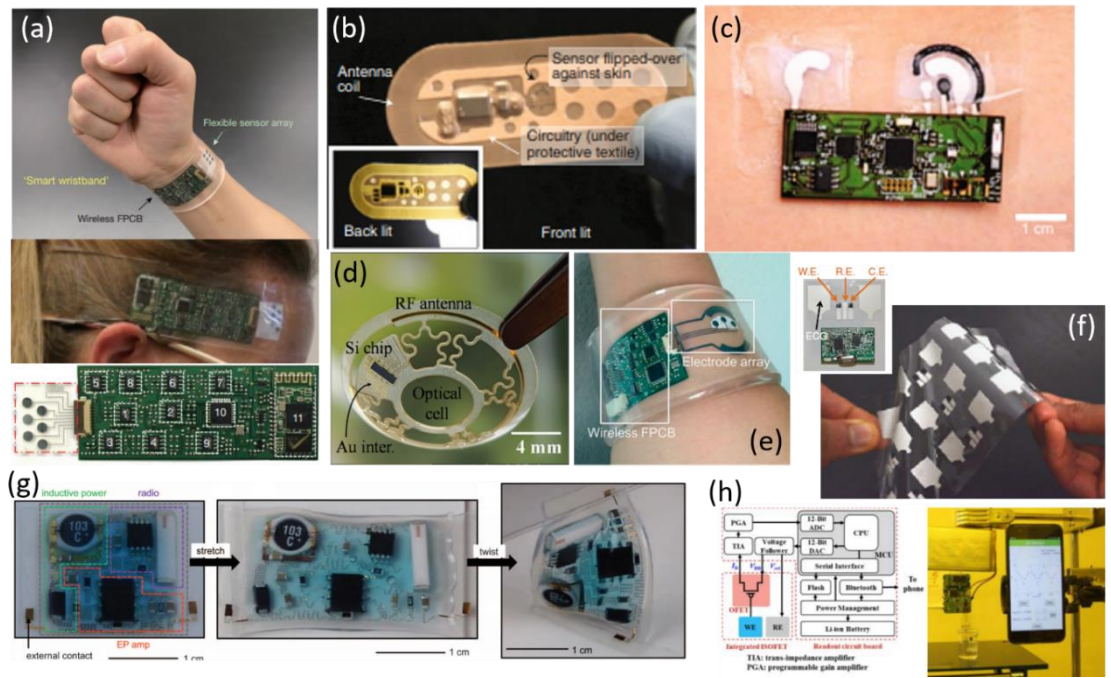 (a)
Flexible sensor array
'Smart wristband'
Wireless FPCB
5
8
6
7
1
2
10
11
3
4
9
(b)
Antenna
coil
Sensor flipped-over
against skin
Circuitry (under
protective textile)
Back lit
Front lit
(c)
1 cm
(d)
RF antenna
Si chip
Optical
cell
Au inter.
4 mm
Electrode array
Wireless FPCB
(e)
W.E.
R.E.
C.E.
ECG
(f)
(g)
inductive power
radio
103
C
EP amp
external contact
1 cm
stretch
103
C
1 cm
twist
103
1 cm
(h)
PGA
12-Bit
ADC
CPU
TIA
Voltage
Follower
12-Bit
DAC
MCU
Serial Interface
OFET
Flash
Bluetooth
To
phone
Power Management
WE
RE
Li-ion Battery
Integrated ISOFET
Readout circuit board
TIA: trans-impedance amplifier
PGA: programmable gain amplifier